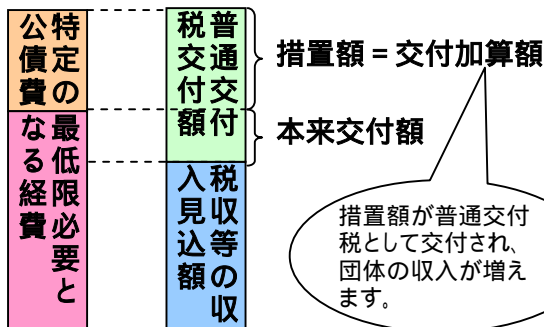 特定の
公債費
最低限必要と
なる経費
普通交付
税交付額
税収等の収
入見込額
措置額 = 交付加算額
本来交付額
措置額が普通交付
税として交付され、
団体の収入が増え
ます。